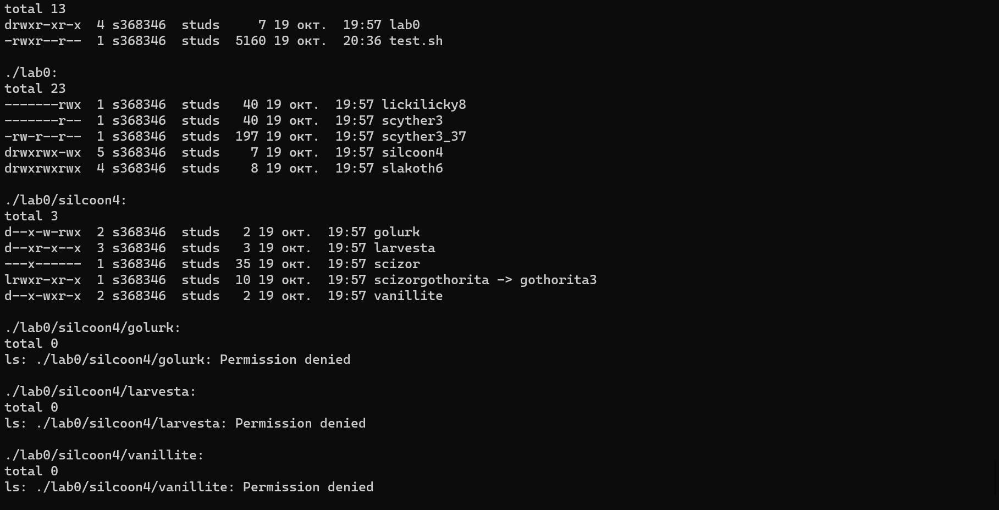 total 13
drwxr-xr-x  4 s368346  studs     7 19 окт.  19:57 lab0
-rwxr--r--  1 s368346  studs  5160 19 окт.  20:36 test.sh

./lab0:
total 23
-------rwx  1 s368346  studs   40 19 окт.  19:57 lickilicky8
-------r--  1 s368346  studs   40 19 окт.  19:57 scyther3
-rw-r--r--  1 s368346  studs  197 19 окт.  19:57 scyther3_37
drwxrwx-wx  5 s368346  studs    7 19 окт.  19:57 silcoon4
drwxrwxrwx  4 s368346  studs    8 19 окт.  19:57 slakoth6

./lab0/silcoon4:
total 3
d--x-w-rwx  2 s368346  studs   2 19 окт.  19:57 golurk
d--xr-x--x  3 s368346  studs   3 19 окт.  19:57 larvesta
---x------  1 s368346  studs  35 19 окт.  19:57 scizor
lrwxr-xr-x  1 s368346  studs  10 19 окт.  19:57 scizorgothorita -> gothorita3
d--x-wxr-x  2 s368346  studs   2 19 окт.  19:57 vanillite

./lab0/silcoon4/golurk:
total 0
ls: ./lab0/silcoon4/golurk: Permission denied

./lab0/silcoon4/larvesta:
total 0
ls: ./lab0/silcoon4/larvesta: Permission denied

./lab0/silcoon4/vanillite:
total 0
ls: ./lab0/silcoon4/vanillite: Permission denied